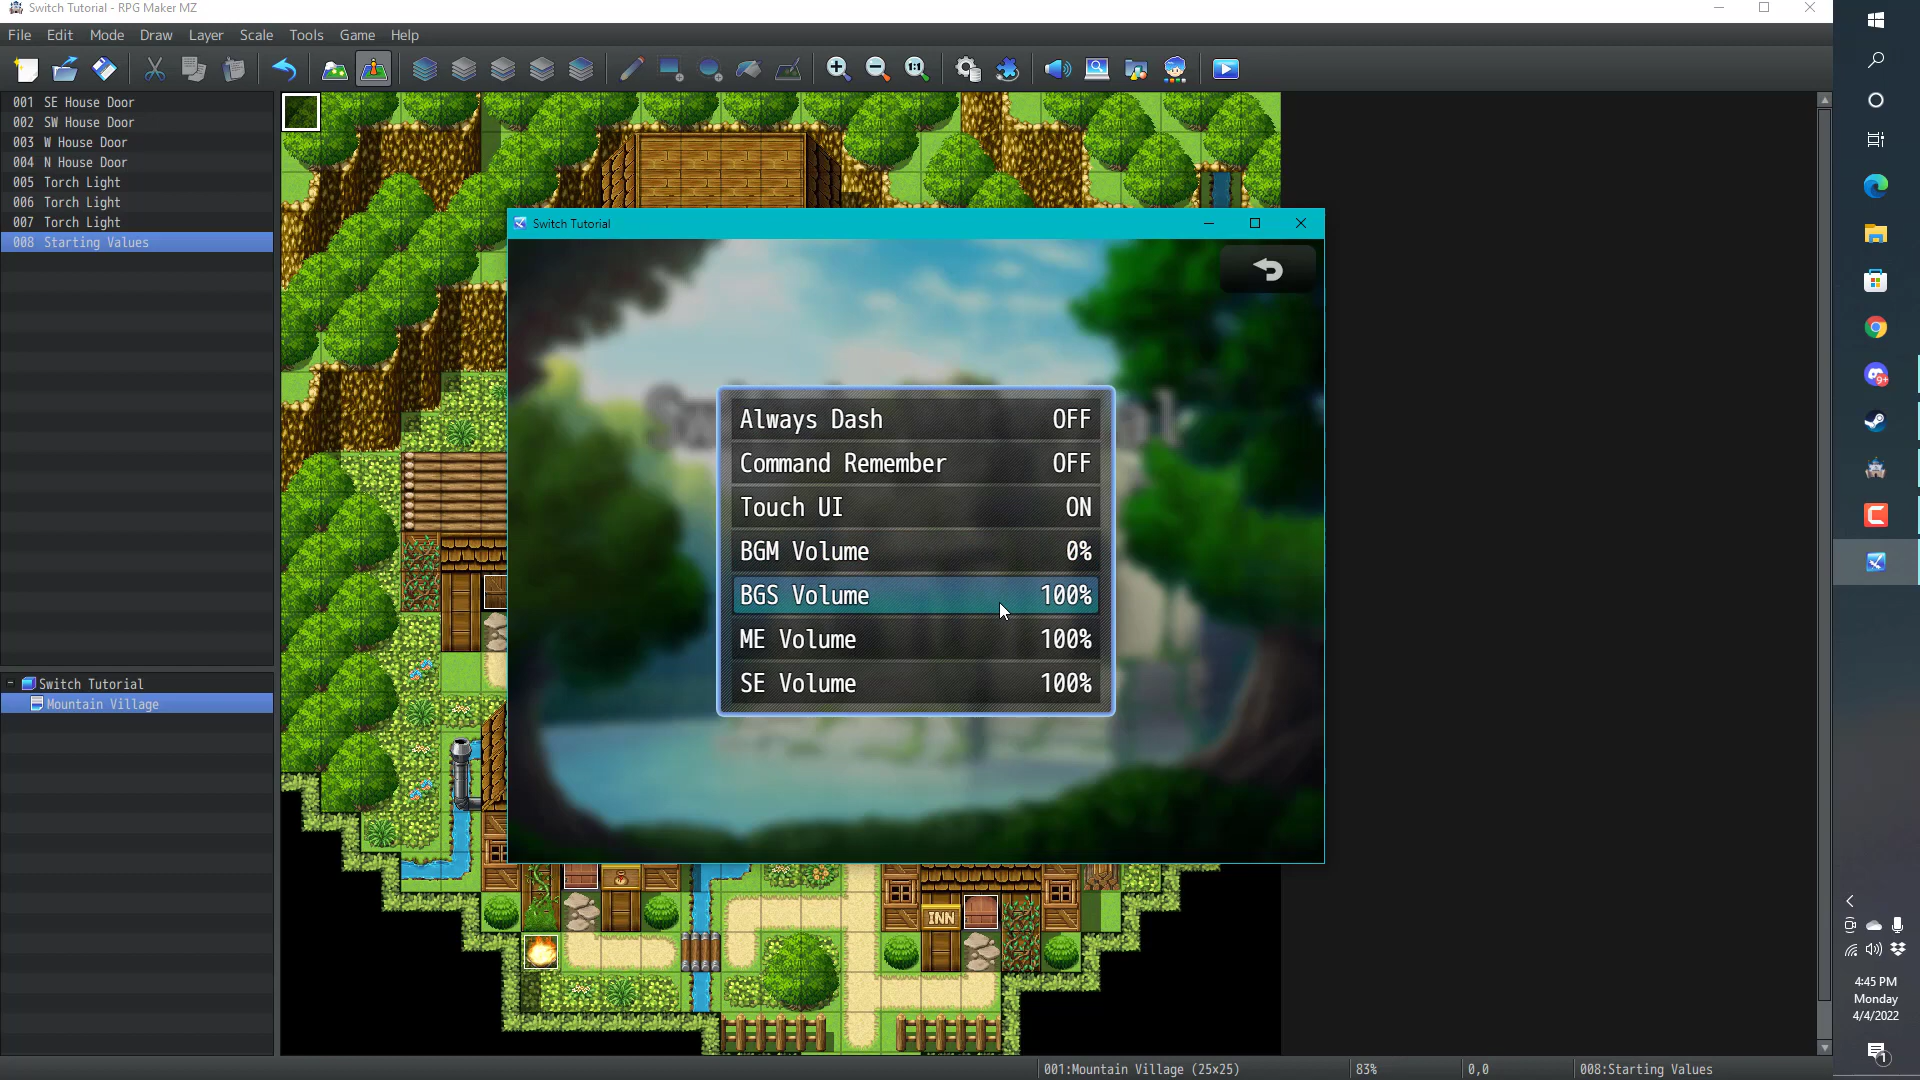 Switch Tutorial - RPG Maker MZ
File Edit Mode Draw Layer Scale Tools Game Help
1:1
001 SE House Door
002 SW House Door
003 W House Door
004 N House Door
005 Torch Light
006 Torch Light
007 Torch Light
008 Starting Values
Switch Tutorial
Mountain Village
Switch Tutorial
Always Dash OFF
Command Remember OFF
Touch UI ON
BGM Volume 0%
BGS Volume 100%
ME Volume 100%
SE Volume 100%
INN
001:Mountain Village (25x25) 83% 0,0 008:Starting Values
9+
4:45 PM
Monday
4/4/2022
1